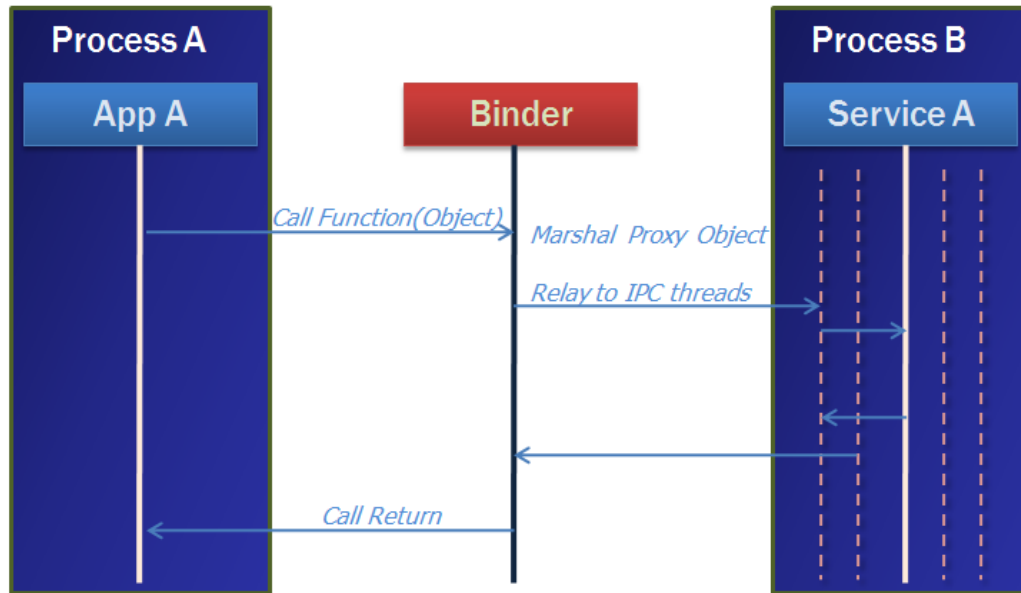 Process A
Process B
App A
Binder
Service A
Call Function(Object)
Marshal Proxy Object
Relay to IPC threads
Call Return